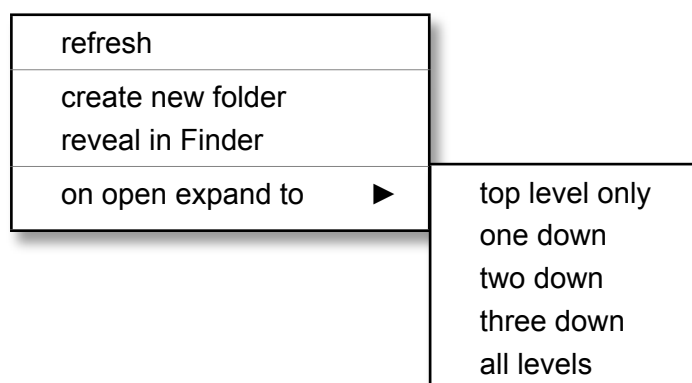 refresh
create new folder
reveal in Finder
on open expand to ►
top level only
one down
two down
three down
all levels